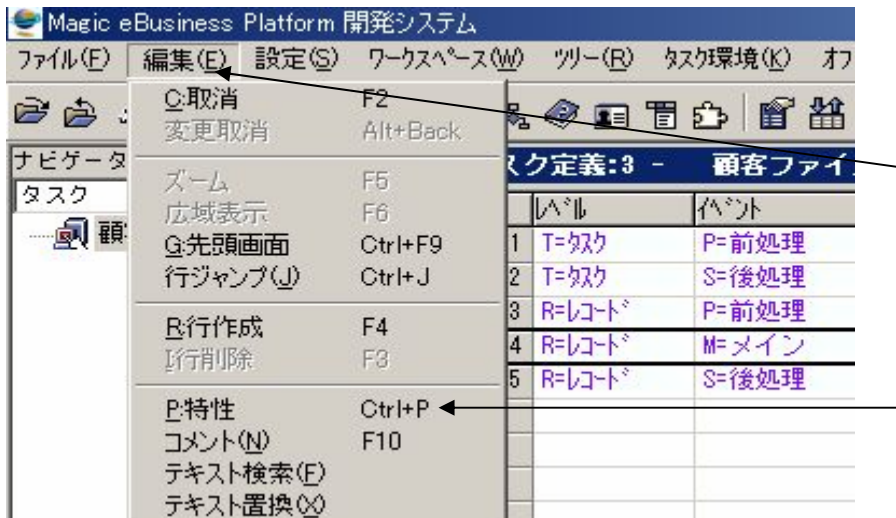 Magic eBusiness Platform 開発システム
ファイル(F) 編集(E) 設定(S) ワークスペース(W) ツリー(R) タスク環境(K) オフ
C:取消 F2
変更取消 Alt+Back
ズーム F5
広域表示 F6
G:先頭画面 Ctrl+F9
行ジャンプ(J) Ctrl+J
R:行作成 F4
I:行削除 F3
P:特性 Ctrl+P
コメント(N) F10
テキスト検索(F)
テキスト置換(X)
ナビゲータ
タスク
顧
スク定義:3 - 顧客ファイ
レベル イベント
1 T=タスク P=前処理
2 T=タスク S=後処理
3 R=レコード P=前処理
4 R=レコード M=メイン
5 R=レコード S=後処理